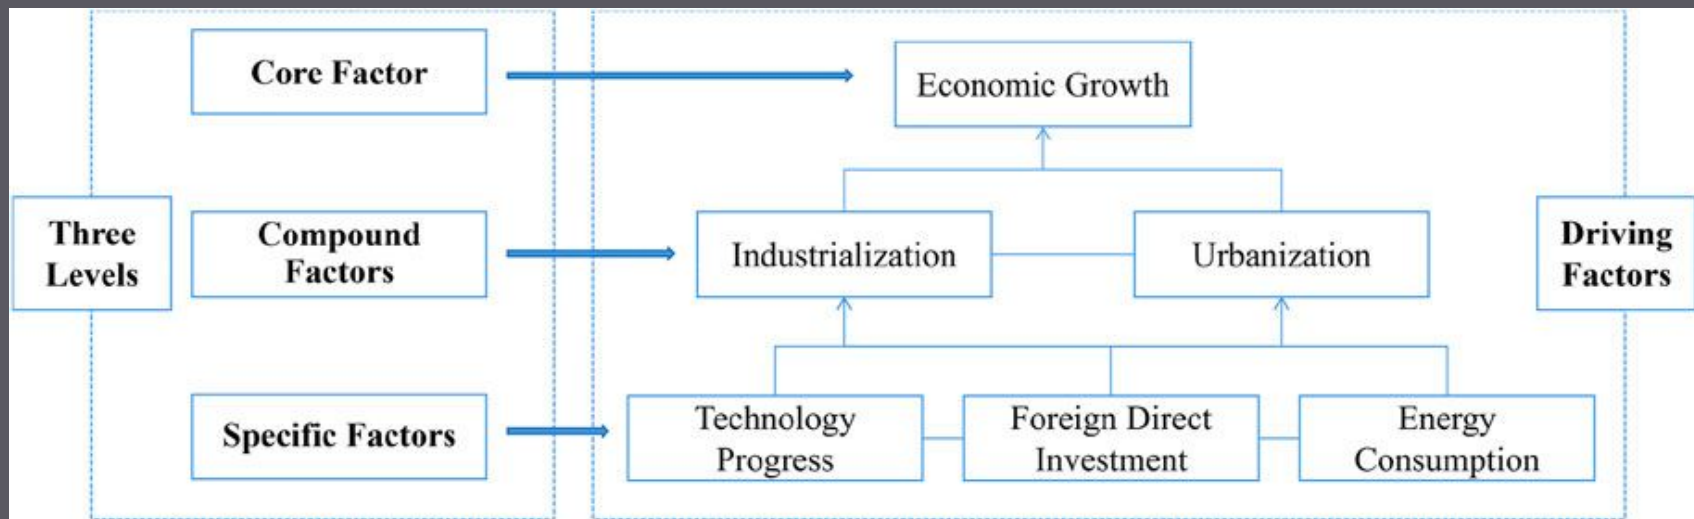 Core Factor
Economic Growth
Three
Levels
Compound
Factors
Industrialization
Urbanization
Driving
Factors
Specific Factors
Technology
Progress
Foreign Direct
Investment
Energy
Consumption